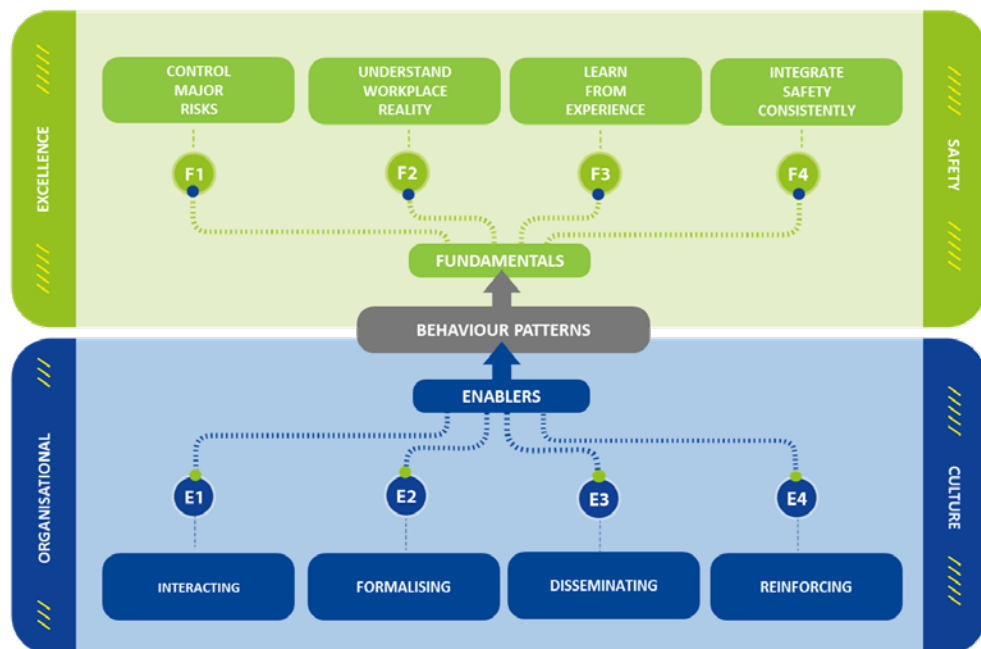 CONTROL
MAJOR
RISKS
UNDERSTAND
WORKPLACE
REALITY
LEARN
FROM
EXPERIENCE
INTEGRATE
SAFETY
CONSISTENTLY
EXCELLENCE
SAFETY
F1
F2
F3
F4
FUNDAMENTALS
BEHAVIOUR PATTERNS
ENABLERS
ORGANISATIONAL
CULTURE
E1
E2
E3
E4
INTERACTING
FORMALISING
DISSEMINATING
REINFORCING